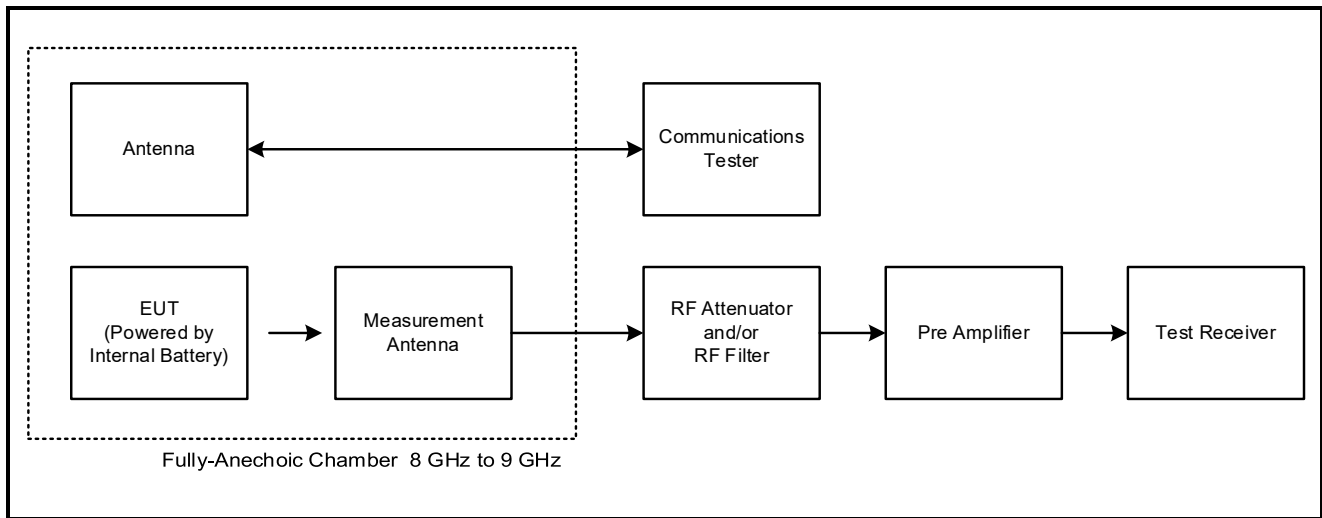 Antenna
Communications
Tester
EUT
(Powered by
Internal Battery)
Measurement
Antenna
RF Attenuator
and/or
RF Filter
Pre Amplifier
Test Receiver
Fully-Anechoic Chamber 8 GHz to 9 GHz